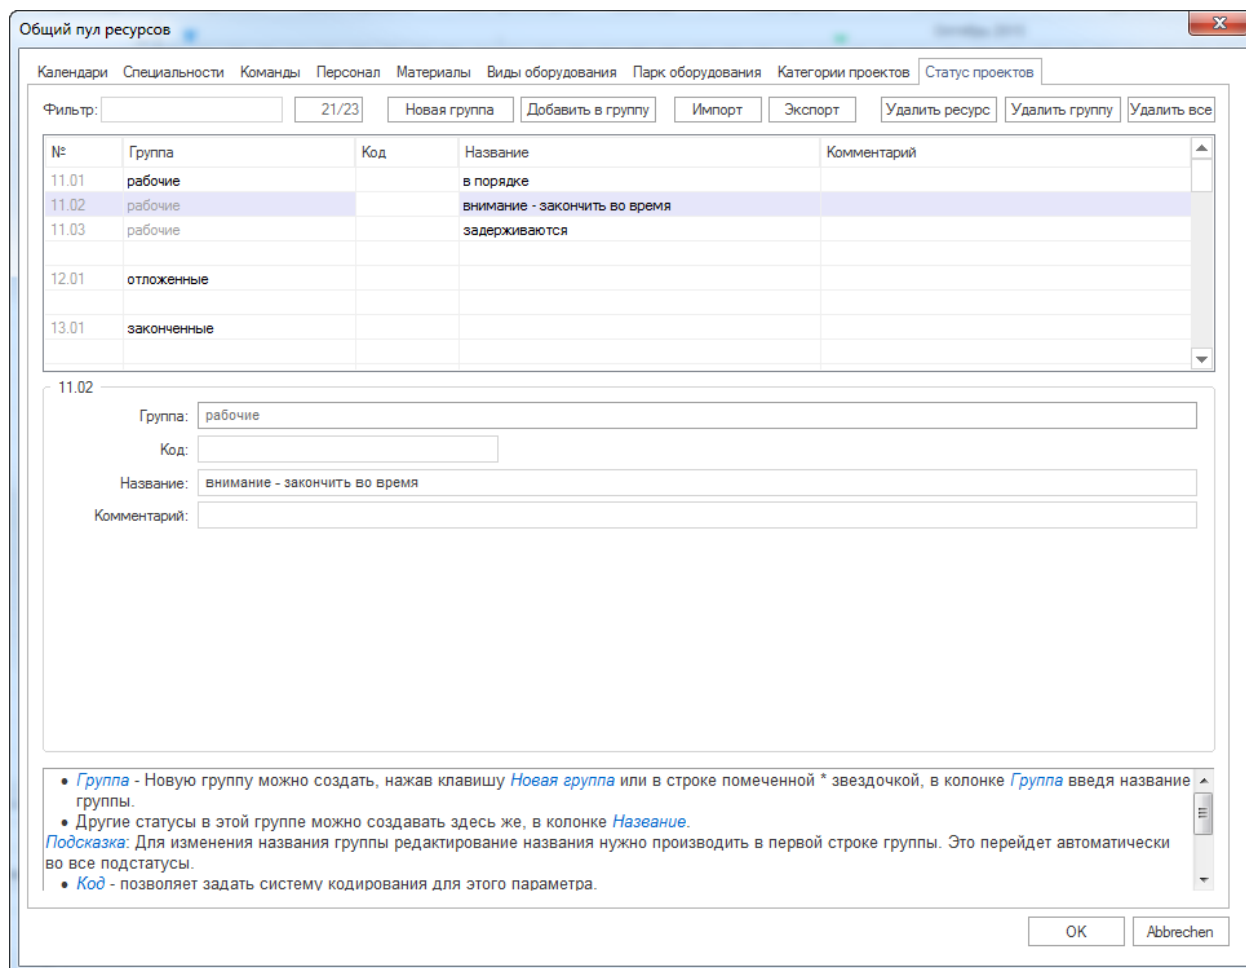 Общий пул ресурсов
Календари Специальности Команды Персонал Материалы Виды оборудования Парк оборудования Категории проектов Статус проектов
Фильтр: 21/23 Новая группа Добавить в группу Импорт Экспорт Удалить ресурс Удалить группу Удалить все
№ Группа Код Название Комментарий
11.01 рабочие в порядке
11.02 рабочие внимание - закончить во время
11.03 рабочие задерживаются
12.01 отложенные
13.01 законченные
11.02
Группа: рабочие
Код:
Название: внимание - закончить во время
Комментарий:
• Группа - Новую группу можно создать, нажав клавишу Новая группа или в строке помеченной * звездочкой, в колонке Группа введя название
группы.
• Другие статусы в этой группе можно создавать здесь же, в колонке Название.
Подсказка: Для изменения названия группы редактирование названия нужно производить в первой строке группы. Это перейдет автоматически
во все подстатусы.
• Код - позволяет задать систему кодирования для этого параметра.
OK Abbrechen